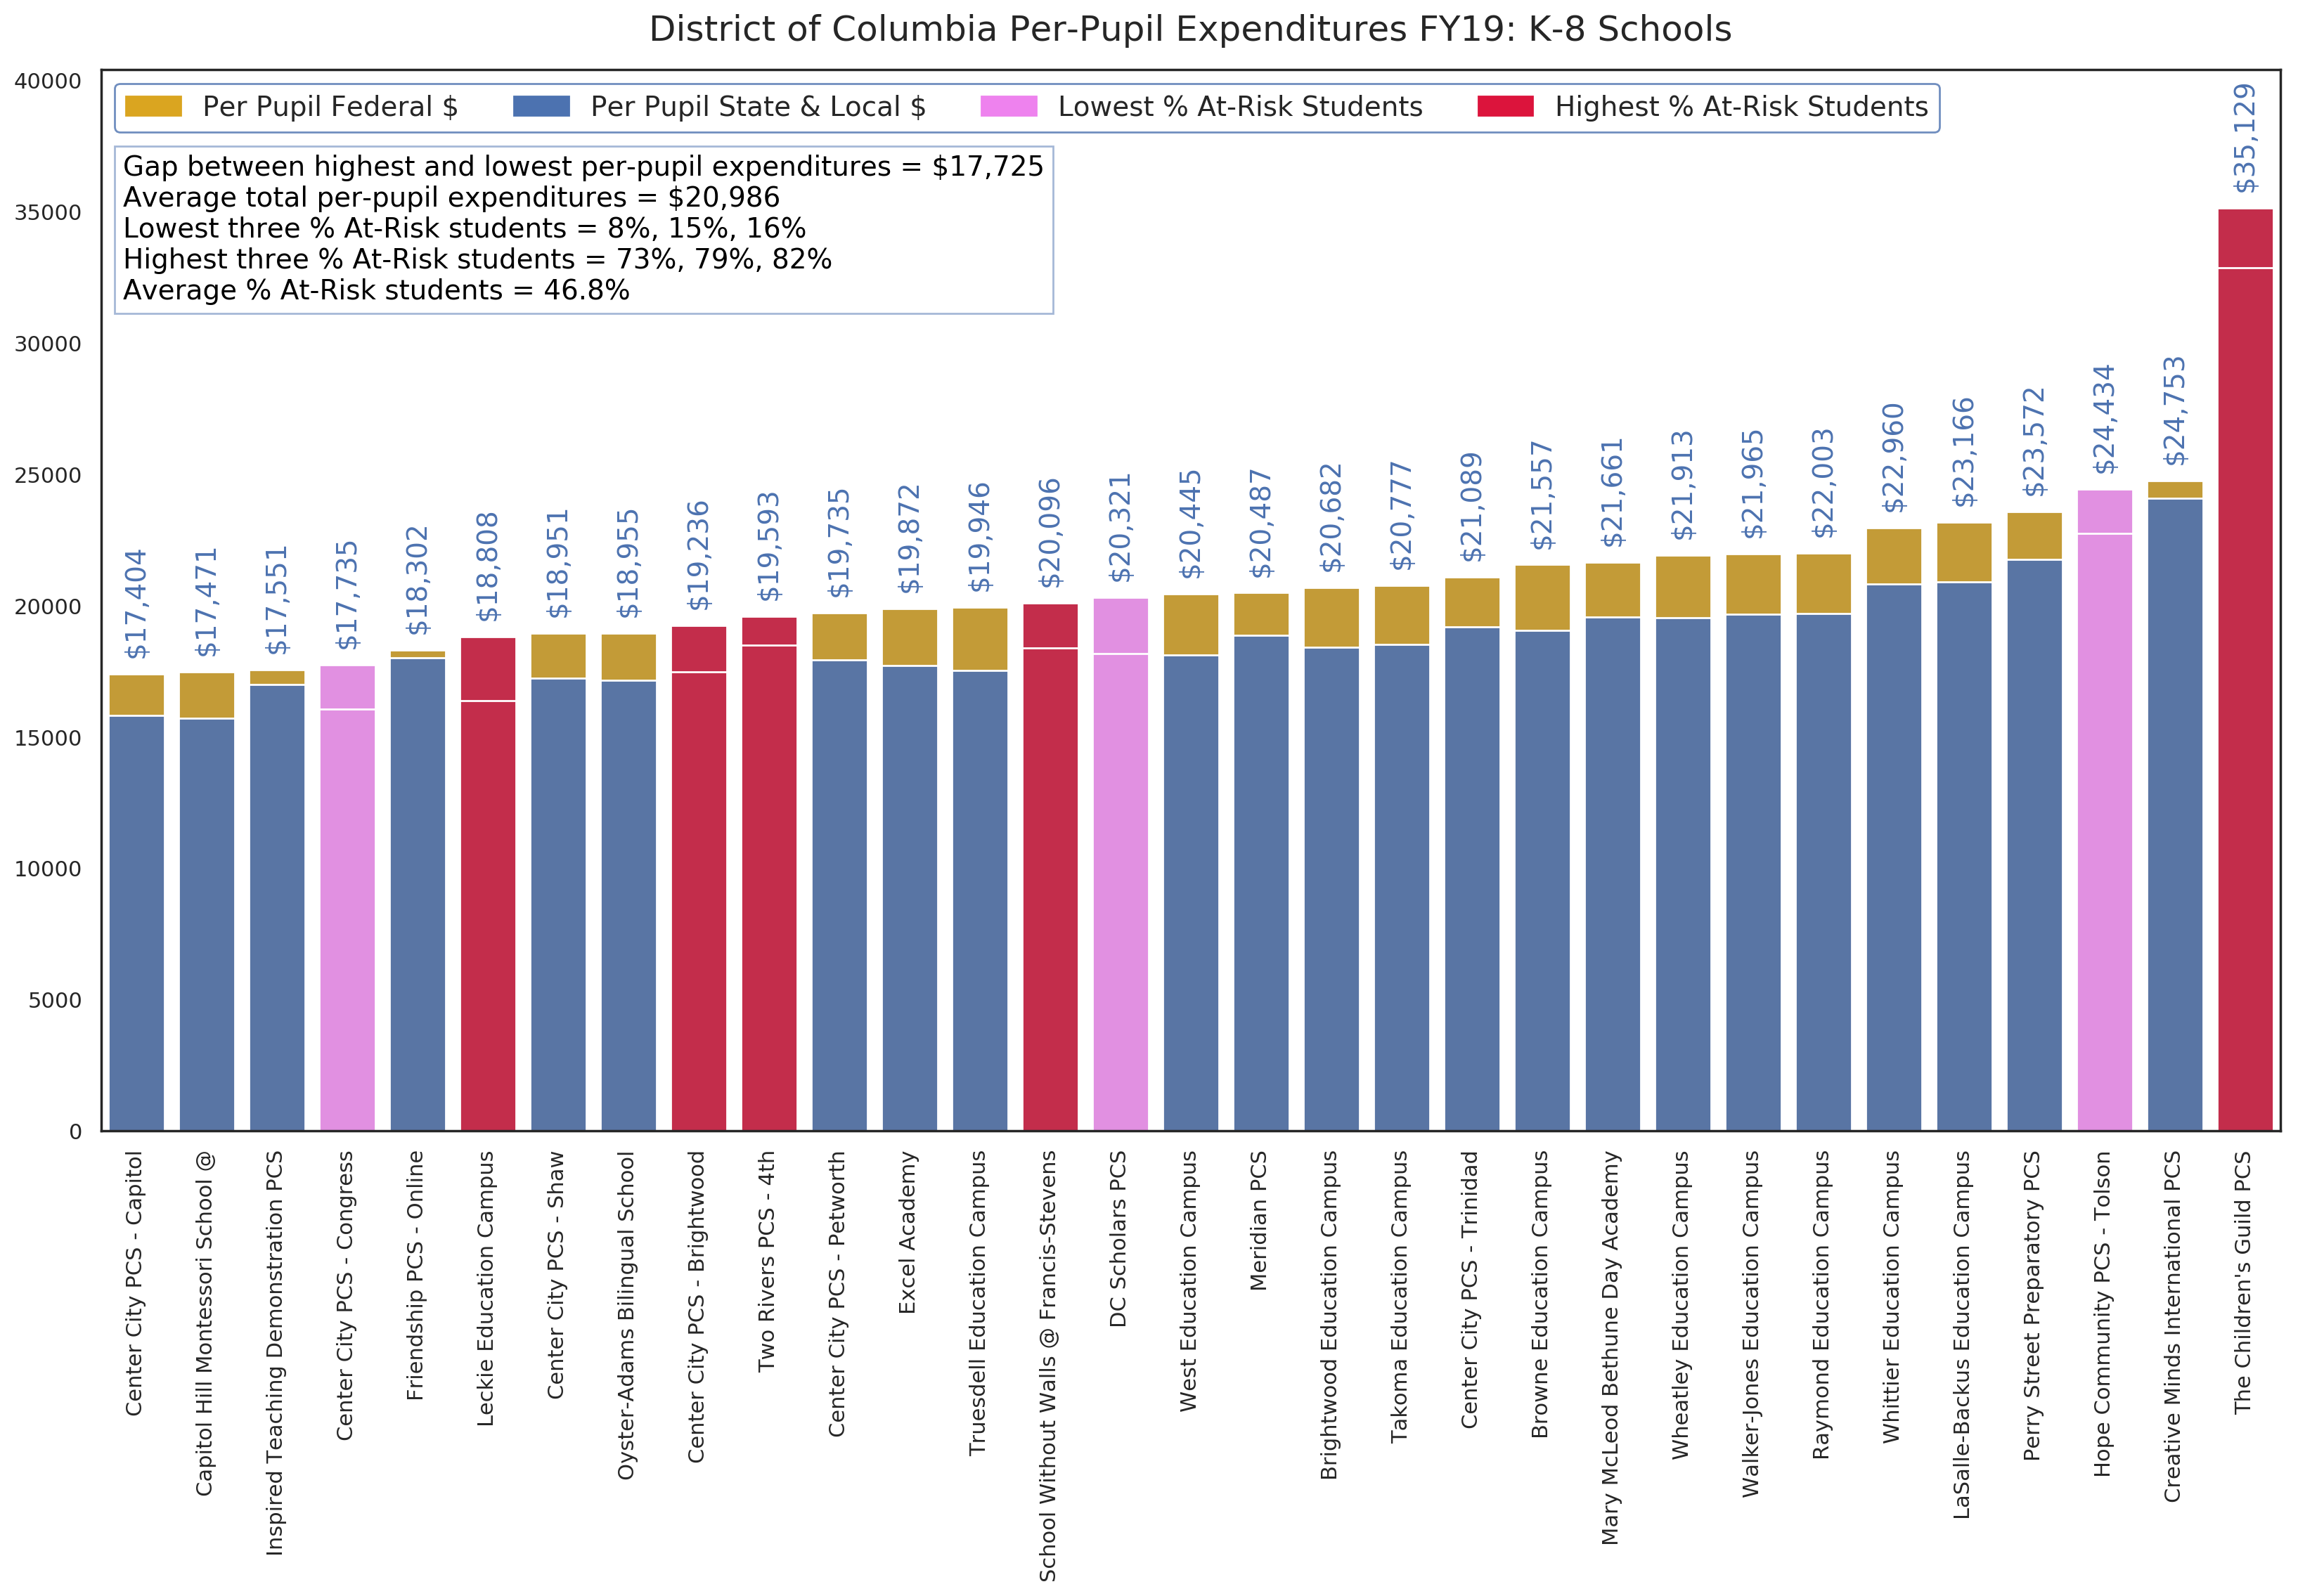 District of Columbia Per-Pupil Expenditures FY19: K-8 Schools
40000
35000
30000
25000
20000
15000
10000
5000
0
Per Pupil Federal $
Per Pupil State & Local $
Lowest % At-Risk Students
Highest % At-Risk Students
Gap between highest and lowest per-pupil expenditures = $17,725
Average total per-pupil expenditures = $20,986
Lowest three % At-Risk students = 8%, 15%, 16%
Highest three % At-Risk students = 73%, 79%, 82%
Average % At-Risk students = 46.8%
$17,404
$17,471
$17,551
$17,735
$18,302
$18,808
$18,951
$18,955
$19,236
$19,593
$19,735
$19,872
$19,946
$20,096
$20,321
$20,445
$20,487
$20,682
$20,777
$21,089
$21,557
$21,661
$21,913
$21,965
$22,003
$22,960
$23,166
$23,572
$24,434
$24,753
$35,129
Center City PCS - Capitol
Capitol Hill Montessori School @
Inspired Teaching Demonstration PCS
Center City PCS - Congress
Friendship PCS - Online
Leckie Education Campus
Center City PCS - Shaw
Oyster-Adams Bilingual School
Center City PCS - Brightwood
Two Rivers PCS - 4th
Center City PCS - Petworth
Excel Academy
Truesdell Education Campus
School Without Walls @ Francis-Stevens
DC Scholars PCS
West Education Campus
Meridian PCS
Brightwood Education Campus
Takoma Education Campus
Center City PCS - Trinidad
Browne Education Campus
Mary McLeod Bethune Day Academy
Wheatley Education Campus
Walker-Jones Education Campus
Raymond Education Campus
Whittier Education Campus
LaSalle-Backus Education Campus
Perry Street Preparatory PCS
Hope Community PCS - Tolson
Creative Minds International PCS
The Children's Guild PCS